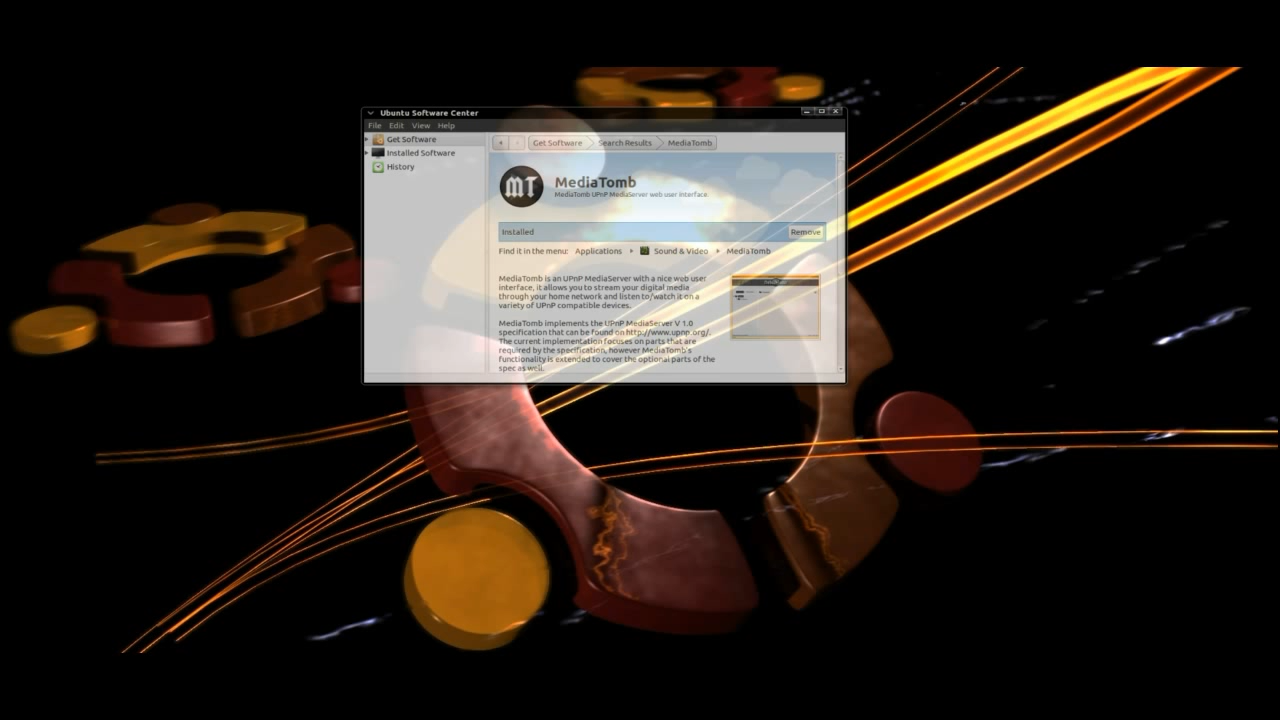 Ubuntu Software Center
File Edit View Help
Get Software
Installed Software
History
Get Software Search Results MediaTomb
MT
MediaTomb
MediaTomb UPnP MediaServer web user interface
Installed
Remove
Find it in the menu: Applications Sound & Video MediaTomb
MediaTomb is an UPnP MediaServer with a nice web user
interface, it allows you to stream your digital media
through your home network and listen to/watch it on a
variety of UPnP compatible devices.
MediaTomb implements the UPnP MediaServer V 1.0
specification that can be found on http://www.upnp.org/.
The current implementation focuses on parts that are
required by the specification, however MediaTomb's
functionality is extended to cover the optional parts of the
spec as well.